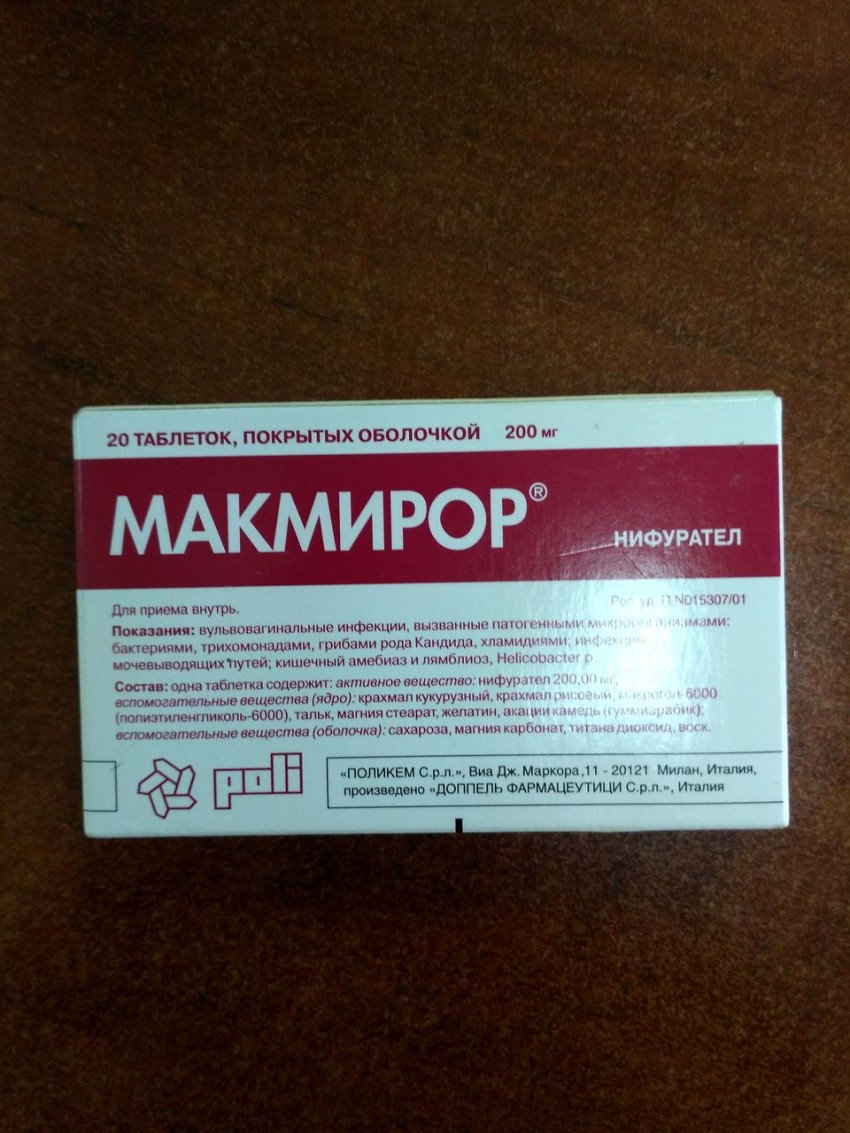 20 ТАБЛЕТОК, ПОКРЫТЫХ ОБОЛОЧКОЙ 200 мг
МАКМИРОР®
НИФУРАТЕЛ
Рег. уд. П N015307/01
Для приема внутрь.
Показания: вульвовагинальные инфекции, вызванные патогенными микроорганизмами:
бактериями, трихомонадами, грибами рода Кандида, хламидиями; инфекции
мочевыводящих путей; кишечный амебиаз и лямблиоз, Helicobacter p
Состав: одна таблетка содержит: активное вещество: нифурател 200,00 мг;
вспомогательные вещества (ядро): крахмал кукурузный, крахмал рисовый, макрогол-6000
(полиэтиленгликоль-6000), тальк, магния стеарат, желатин, акации камедь (гуммиарабик);
вспомогательные вещества (оболочка): сахароза, магния карбонат, титана диоксид, воск.
poli
«ПОЛИКЕМ С.р.л.», Виа Дж. Маркора,11 - 20121 Милан, Италия,
произведено «ДОППЕЛЬ ФАРМАЦЕУТИЦИ С.р.л.», Италия